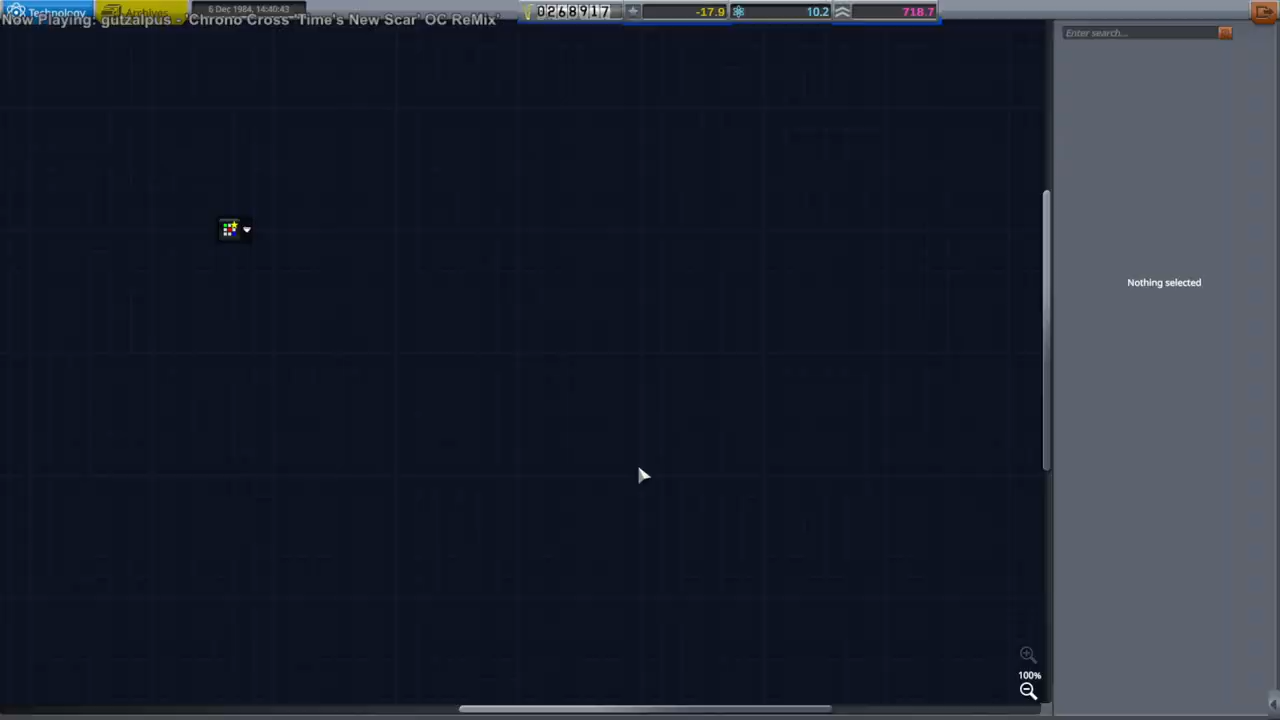 Now Playing: gutzalpus - 'Chrono Cross 'Time's New Scar' OC ReMix'
Technology
Archives
6 Dec 1984, 14:40:43
0268917
-17.9
10.2
718.7
Enter search...
Nothing selected
100%